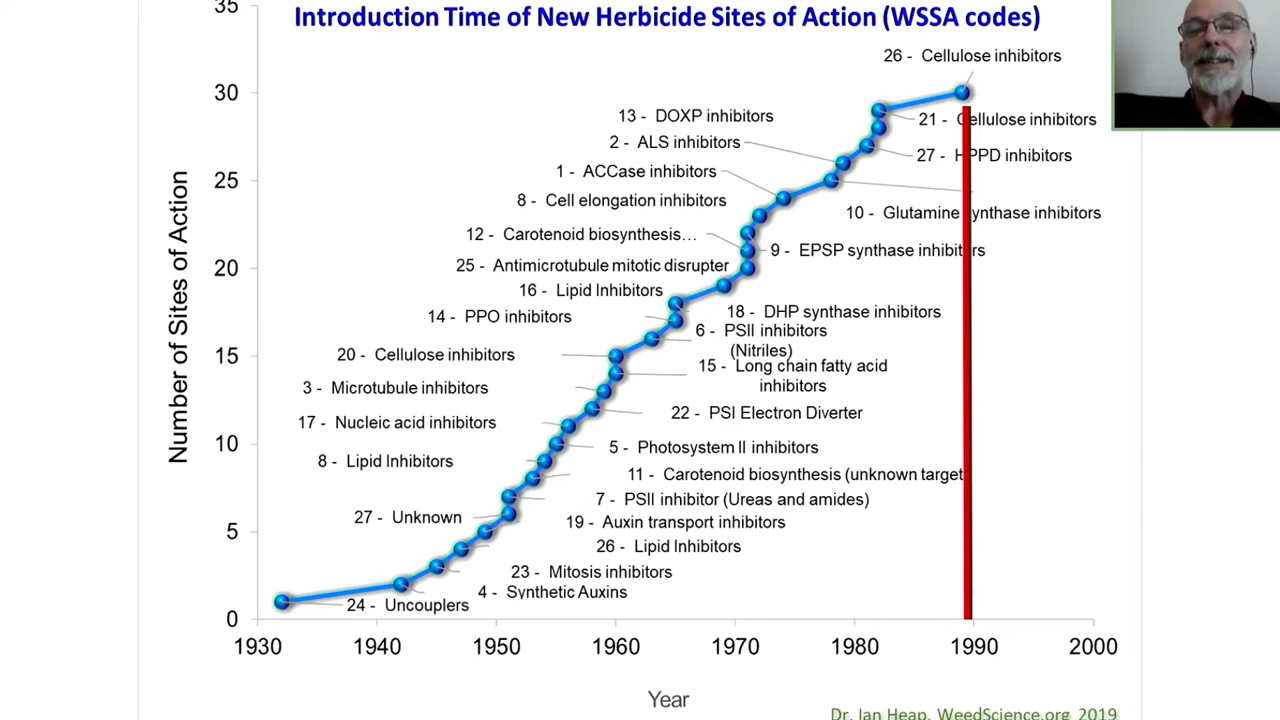 Introduction Time of New Herbicide Sites of Action (WSSA codes)
35
30
25
20
15
10
5
0
Number of Sites of Action
26 - Cellulose inhibitors
13 - DOXP inhibitors
21 - Cellulose inhibitors
2 - ALS inhibitors
27 - HPPD inhibitors
1 - ACCase inhibitors
8 - Cell elongation inhibitors
10 - Glutamine synthase inhibitors
12 - Carotenoid biosynthesis…
9 - EPSP synthase inhibitors
25 - Antimicrotubule mitotic disrupter
16 - Lipid Inhibitors
18 - DHP synthase inhibitors
14 - PPO inhibitors
6 - PSII inhibitors
(Nitriles)
20 - Cellulose inhibitors
15 - Long chain fatty acid
inhibitors
3 - Microtubule inhibitors
22 - PSI Electron Diverter
17 - Nucleic acid inhibitors
5 - Photosystem II inhibitors
8 - Lipid Inhibitors
11 - Carotenoid biosynthesis (unknown target
7 - PSII inhibitor (Ureas and amides)
27 - Unknown
19 - Auxin transport inhibitors
26 - Lipid Inhibitors
23 - Mitosis inhibitors
4 - Synthetic Auxins
24 - Uncouplers
1930 1940 1950 1960 1970 1980 1990 2000
Year
Dr. Ian Heap, WeedScience.org 2019